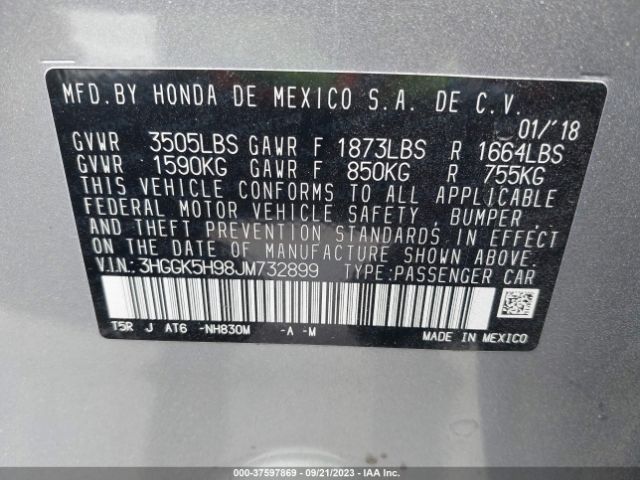 MFD.BY HONDA DE MEXICO S.A. DE C.V.
01/'18
GVWR 3505LBS GAWR F 1873LBS R 1664LBS
GVWR 1590KG GAWR F 850KG R 755KG
THIS VEHICLE CONFORMS TO ALL APPLICABLE
FEDERAL MOTOR VEHICLE SAFETY, BUMPER,
AND THEFT PREVENTION STANDARDS IN EFFECT
ON THE DATE OF MANUFACTURE SHOWN ABOVE.
V.I.N.: 3HGGK5H98JM732899 TYPE:PASSENGER CAR
T5R J AT6 -NH830M -A -M
MADE IN MEXICO
000-37597869 - 09/21/2023 - IAA Inc.